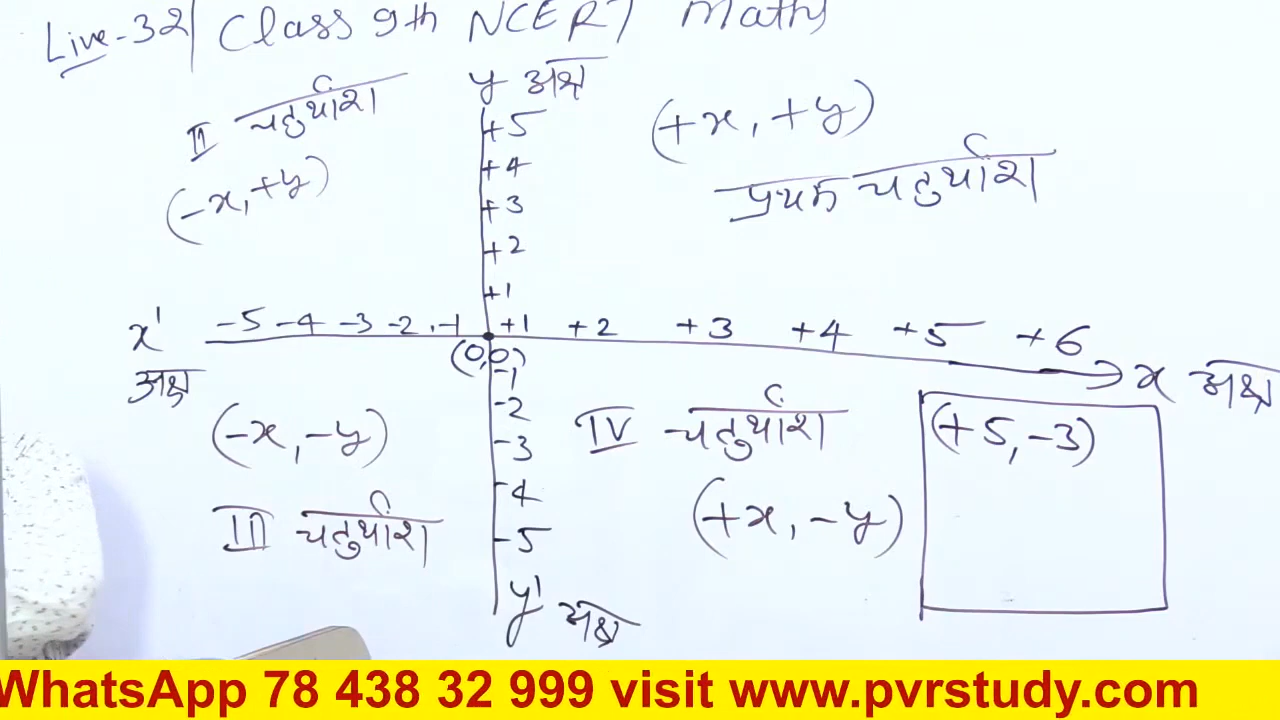 Live-32| Class 9th NCERT Maths
II चतुर्थांश
(-x, +y)
y अक्ष
+5
+4
+3
+2
+1
(+x, +y)
प्रथम चतुर्थांश
x' अक्ष
-5 -4 -3 -2 -1 +1 +2 +3 +4 +5 +6
x अक्ष
(0,0)
-1
-2
-3
-4
-5
y' अक्ष
(-x, -y)
III चतुर्थांश
IV चतुर्थांश
(+x, -y)
(+5, -3)
WhatsApp 78 438 32 999 visit www.pvrstudy.com